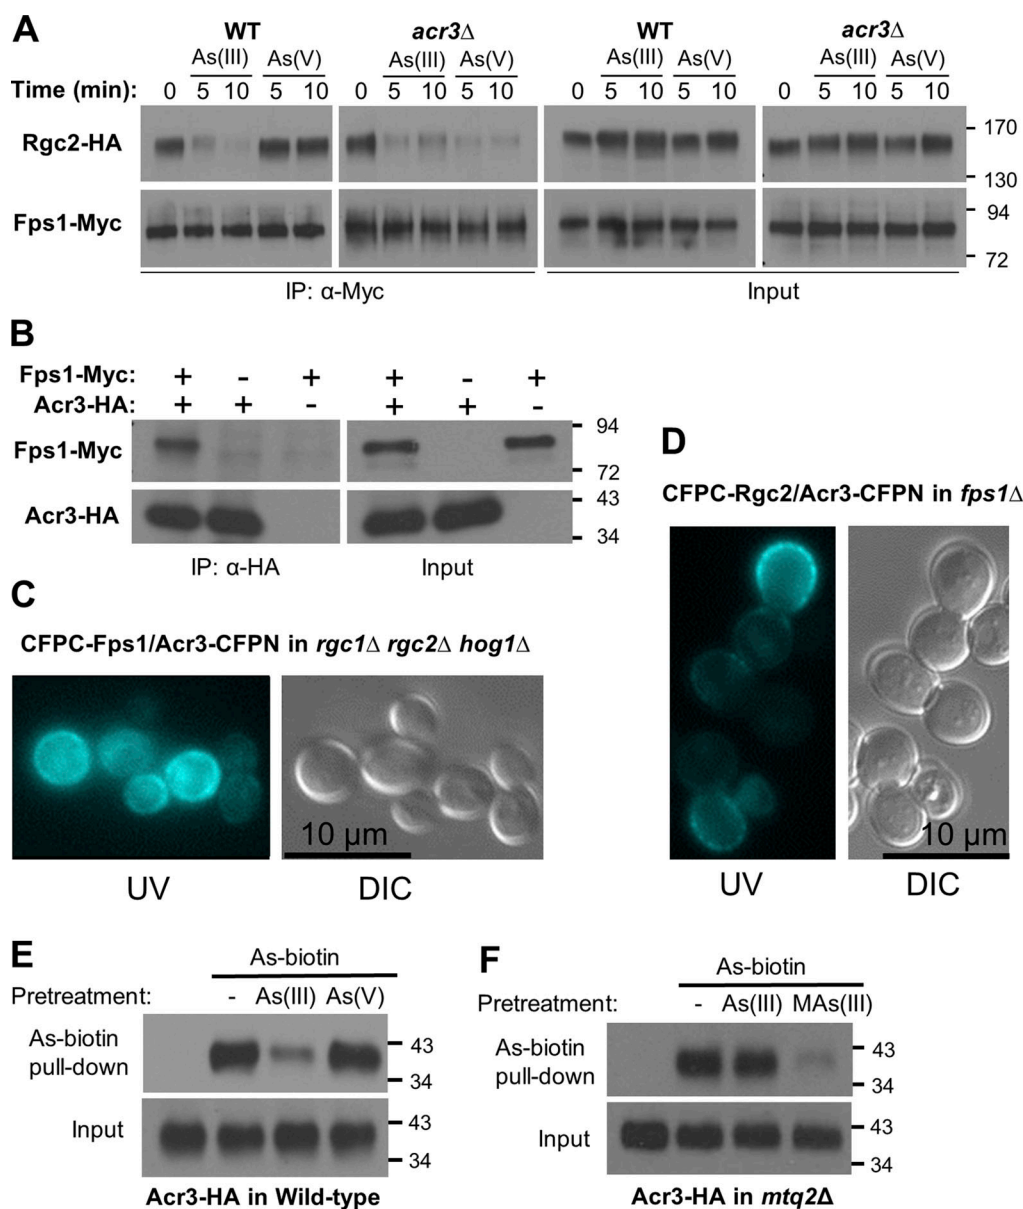 A
WT acr3Δ WT acr3Δ
As(III) As(V) As(III) As(V) As(III) As(V) As(III) As(V)
Time (min): 0 5 10 5 10 0 5 10 5 10 0 5 10 5 10 0 5 10 5 10
Rgc2-HA
170
130
Fps1-Myc
94
72
IP: α-Myc Input
B
Fps1-Myc: + - + + - +
Acr3-HA: + + - + + -
Fps1-Myc
94
72
Acr3-HA
43
34
IP: α-HA Input
C
CFPC-Fps1/Acr3-CFPN in rgc1Δ rgc2Δ hog1Δ
10 µm
UV DIC
D
CFPC-Rgc2/Acr3-CFPN in fps1Δ
10 µm
UV DIC
E
As-biotin
Pretreatment: - As(III) As(V)
As-biotin
pull-down
43
34
Input
43
34
Acr3-HA in Wild-type
F
As-biotin
Pretreatment: - As(III) MAs(III)
As-biotin
pull-down
43
34
Input
43
34
Acr3-HA in mtq2Δ